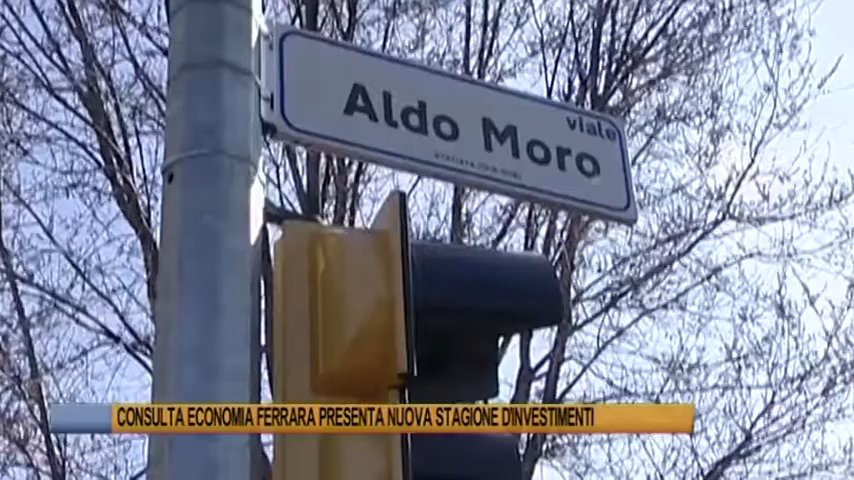 viale
Aldo Moro
CONSULTA ECONOMIA FERRARA PRESENTA NUOVA STAGIONE D'INVESTIMENTI